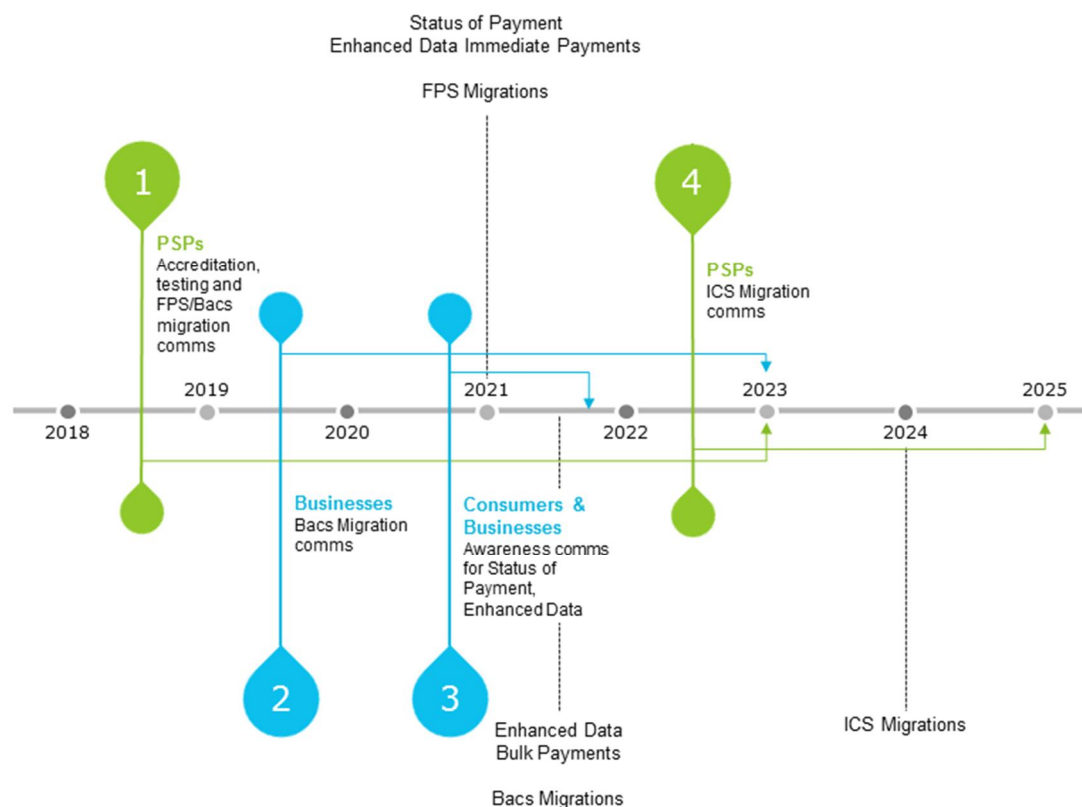 Status of Payment
Enhanced Data Immediate Payments
FPS Migrations
1
4
PSPs
Accreditation,
testing and
FPS/Bacs
migration
comms
PSPs
ICS Migration
comms
2019
2021
2023
2025
2018
2020
2022
2024
Businesses
Bacs Migration
comms
Consumers &
Businesses
Awareness comms
for Status of
Payment,
Enhanced Data
2
3
Enhanced Data
Bulk Payments
Bacs Migrations
ICS Migrations